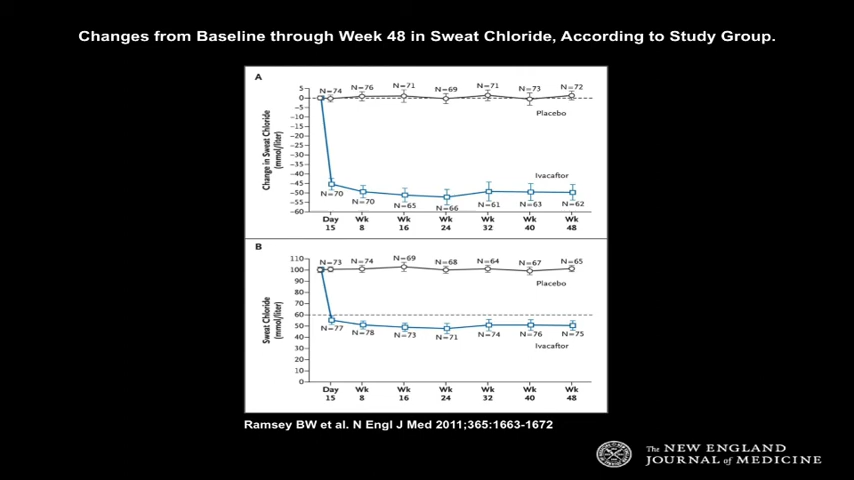 Changes from Baseline through Week 48 in Sweat Chloride, According to Study Group.
A
Change in Sweat Chloride
(mmol/liter)
5
0
−5
−10
−15
−20
−25
−30
−35
−40
−45
−50
−55
−60
N=74
N=76
N=71
N=69
N=71
N=73
N=72
Placebo
Ivacaftor
N=70
N=70
N=65
N=66
N=61
N=63
N=62
Day 15
Wk 8
Wk 16
Wk 24
Wk 32
Wk 40
Wk 48
B
Sweat Chloride
(mmol/liter)
110
100
90
80
70
60
50
40
30
20
10
0
N=73
N=74
N=69
N=68
N=64
N=67
N=65
Placebo
N=77
N=78
N=73
N=71
N=74
N=76
N=75
Ivacaftor
Day 15
Wk 8
Wk 16
Wk 24
Wk 32
Wk 40
Wk 48
Ramsey BW et al. N Engl J Med 2011;365:1663-1672
The NEW ENGLAND
JOURNAL of MEDICINE